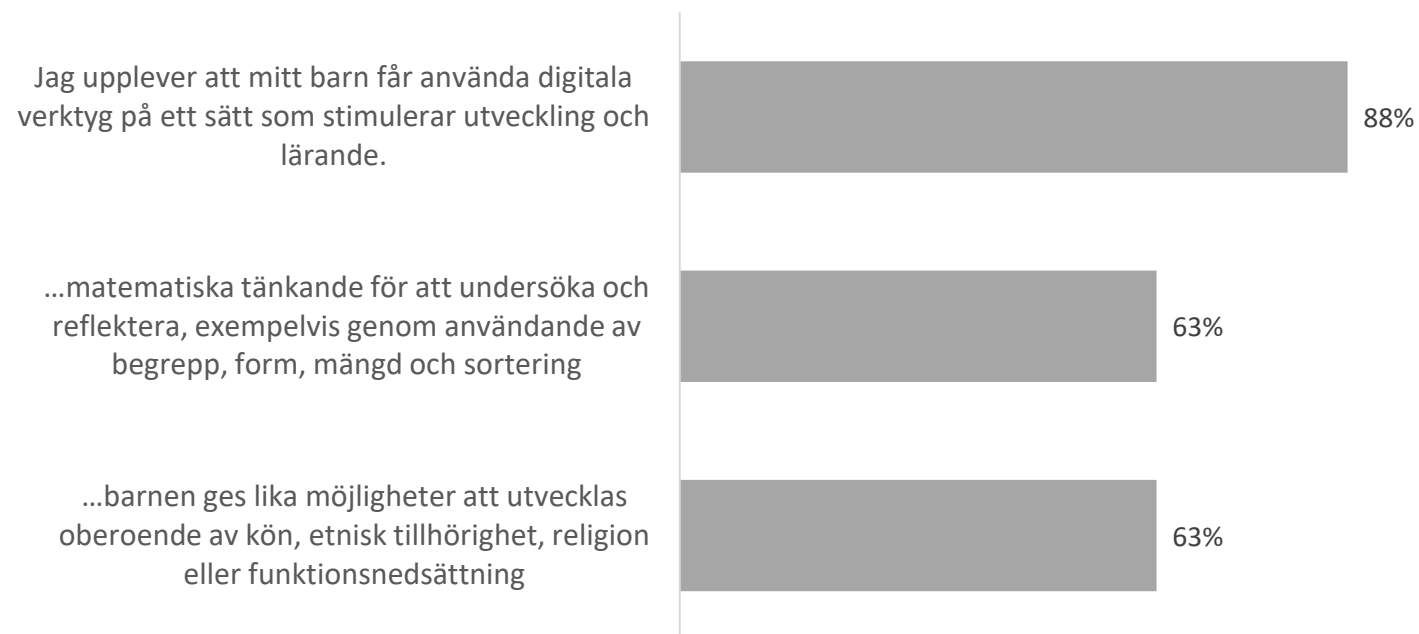 Jag upplever att mitt barn får använda digitala
verktyg på ett sätt som stimulerar utveckling och
lärande.
88%
…matematiska tänkande för att undersöka och
reflektera, exempelvis genom användande av
begrepp, form, mängd och sortering
63%
…barnen ges lika möjligheter att utvecklas
oberoende av kön, etnisk tillhörighet, religion
eller funktionsnedsättning
63%